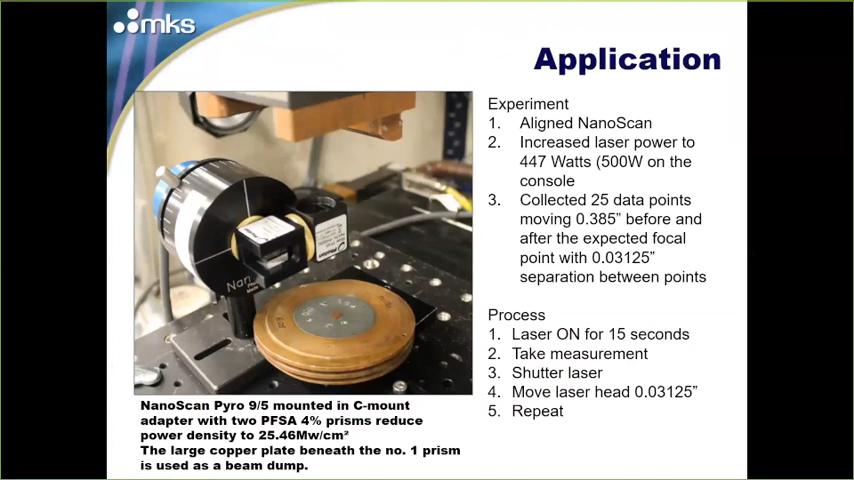 mks
Application
Experiment
1. Aligned NanoScan
2. Increased laser power to
447 Watts (500W on the
console
3. Collected 25 data points
moving 0.385" before and
after the expected focal
point with 0.03125"
separation between points
Process
1. Laser ON for 15 seconds
2. Take measurement
3. Shutter laser
4. Move laser head 0.03125"
5. Repeat
Nan
NanoScan Pyro 9/5 mounted in C-mount
adapter with two PFSA 4% prisms reduce
power density to 25.46Mw/cm²
The large copper plate beneath the no. 1 prism
is used as a beam dump.